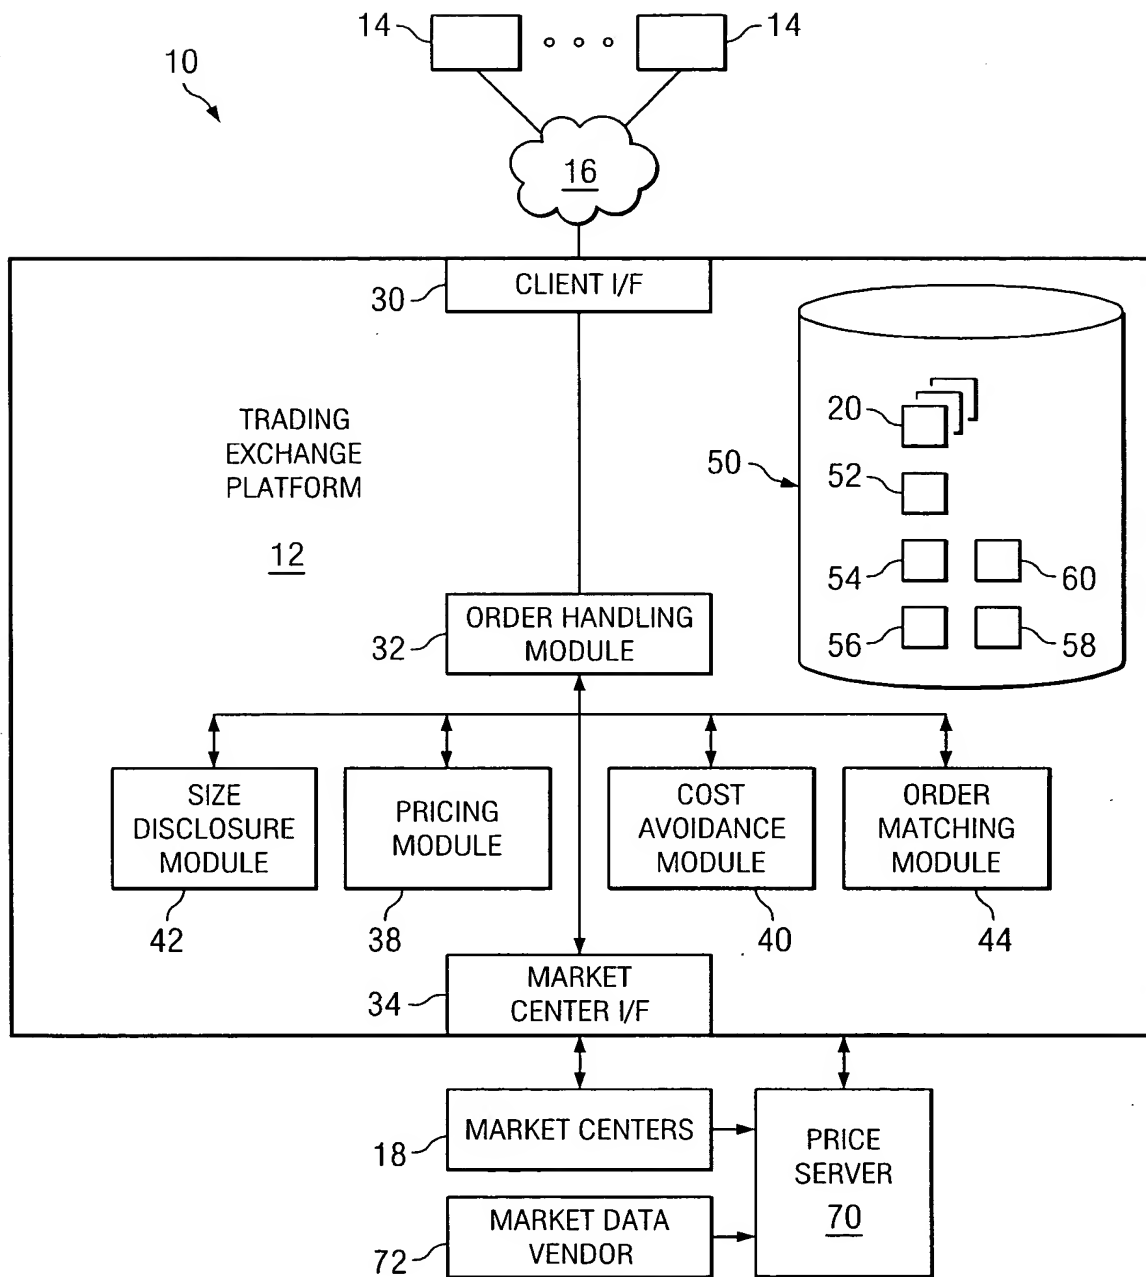 14
14
10
16
30
CLIENT I/F
TRADING
EXCHANGE
PLATFORM
12
20
50
52
54
60
56
58
32
ORDER HANDLING
MODULE
SIZE
DISCLOSURE
MODULE
PRICING
MODULE
COST
AVOIDANCE
MODULE
ORDER
MATCHING
MODULE
42
38
40
44
34
MARKET
CENTER I/F
18
MARKET CENTERS
PRICE
SERVER
70
72
MARKET DATA
VENDOR